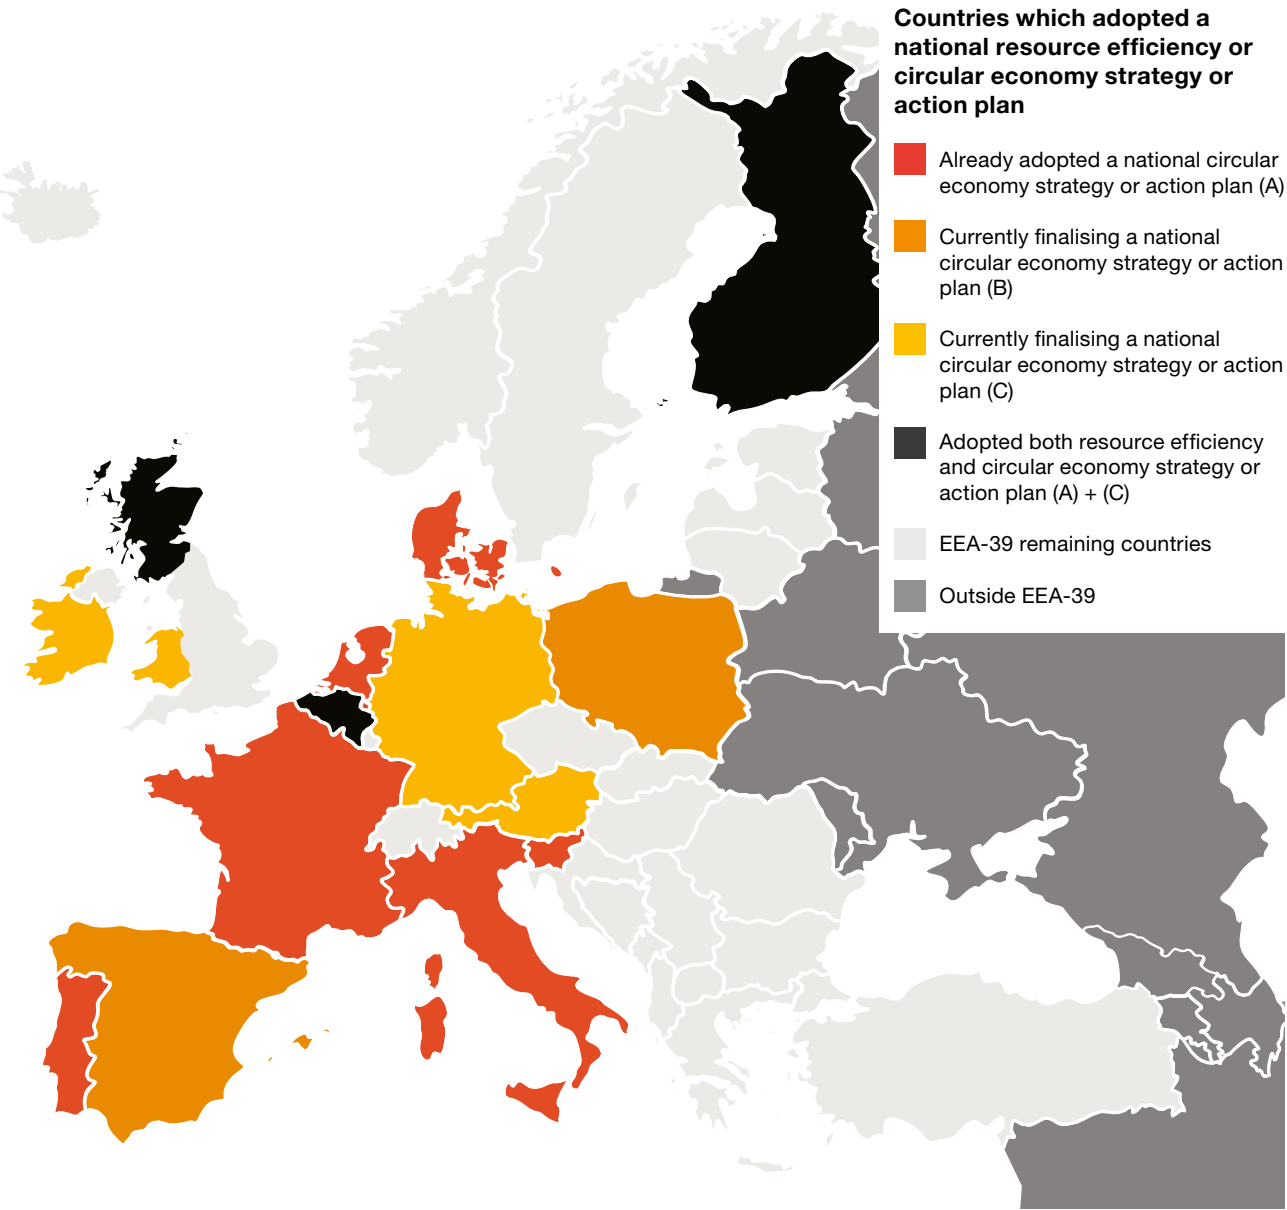 Countries which adopted a
national resource efficiency or
circular economy strategy or
action plan
Already adopted a national circular
economy strategy or action plan (A)
Currently finalising a national
circular economy strategy or action
plan (B)
Currently finalising a national
circular economy strategy or action
plan (C)
Adopted both resource efficiency
and circular economy strategy or
action plan (A) + (C)
EEA-39 remaining countries
Outside EEA-39